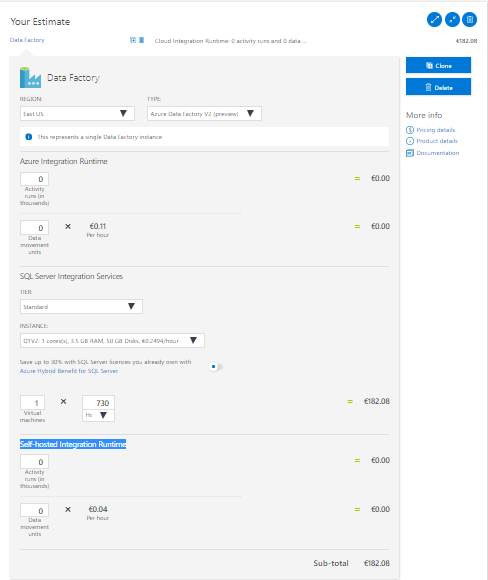 Your Estimate
Data Factory
Cloud Integration Runtime: 0 activity runs and 0 data ...
€182.08
Data Factory
REGION:
TYPE:
East US
Azure Data Factory V2 (preview)
This represents a single Data Factory instance
Azure Integration Runtime
0
= €0.00
Activity
runs (in
thousands)
0 × €0.11
= €0.00
Data
movement
units
Per hour
SQL Server Integration Services
TIER:
Standard
INSTANCE:
D1V2: 1 cores(s), 3.5 GB RAM, 50 GB Disks, €0.2494/hour
Save up to 30% with SQL Server licences you already own with
Azure Hybrid Benefit for SQL Server
1 × 730
= €182.08
Virtual
machines
Hs
Self-hosted Integration Runtime
0
= €0.00
Activity
runs (in
thousands)
0 × €0.04
= €0.00
Data
movement
units
Per hour
Sub-total €182.08
Clone
Delete
More info
Pricing details
Product details
Documentation